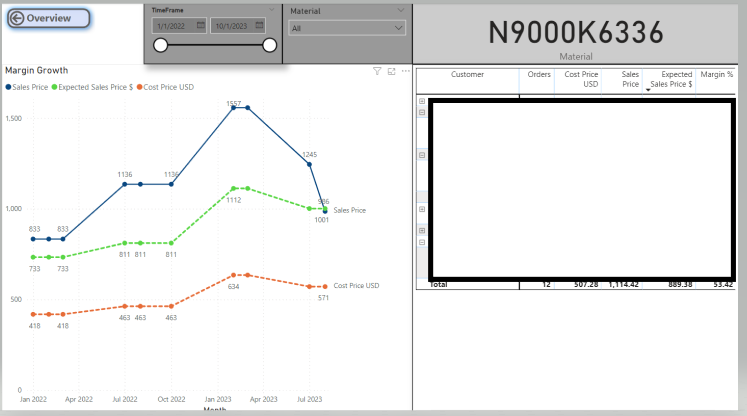 Overview
TimeFrame
1/1/2022
10/1/2023
Material
All
N9000K6336
Material
Margin Growth
Sales Price
Expected Sales Price $
Cost Price USD
1,500
1,000
500
0
833
833
1136
1136
1557
1245
986
Sales Price
733
733
811
811
811
1112
1001
418
418
463
463
463
634
571
Cost Price USD
Jan 2022
Apr 2022
Jul 2022
Oct 2022
Jan 2023
Apr 2023
Jul 2023
Month
Customer
Orders
Cost Price
USD
Sales
Price
Expected
Sales Price $
Margin %
Total
12
507.28
1,114.42
889.38
53.42